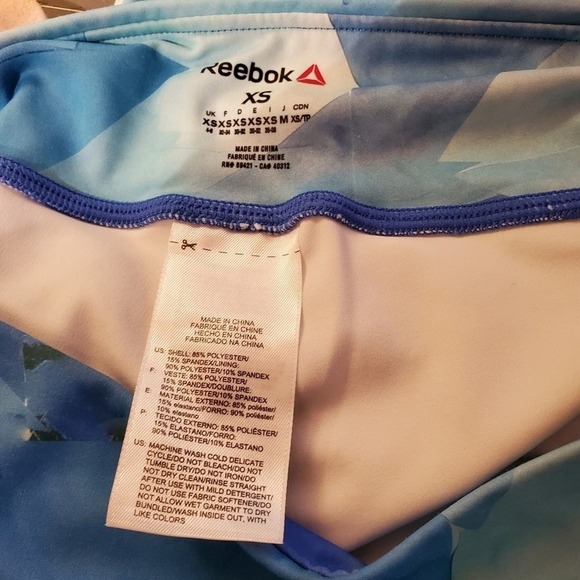 Reebok
XS
UK F D E I J CDN
XS XS XS XS XS M XS/TP
MADE IN CHINA
FABRIQUÉ EN CHINE
RN# 69421 - CA# 40312
MADE IN CHINA
FABRIQUÉ EN CHINE
HECHO EN CHINA
FABRICADO NA CHINA
US: SHELL: 85% POLYESTER/
15% SPANDEX/LINING:
90% POLYESTER/10% SPANDEX
F: VESTE: 85% POLYESTER/
15% SPANDEX/DOUBLURE:
90% POLYESTER/10% SPANDEX
E: MATERIAL EXTERNO: 85% poliéster/
15% elastano/FORRO: 90% poliéster/
10% elastano
P: TECIDO EXTERNO: 85% POLIÉSTER/
15% ELASTANO/FORRO:
90% POLIÉSTER/10% ELASTANO
US: MACHINE WASH COLD DELICATE
CYCLE/DO NOT BLEACH/DO NOT
TUMBLE DRY/DO NOT IRON/DO
NOT DRY CLEAN/RINSE STRAIGHT
AFTER USE WITH MILD DETERGENT/
DO NOT USE FABRIC SOFTENER/DO
NOT ALLOW WET GARMENT TO DRY
BUNDLED/WASH INSIDE OUT, WITH
LIKE COLORS